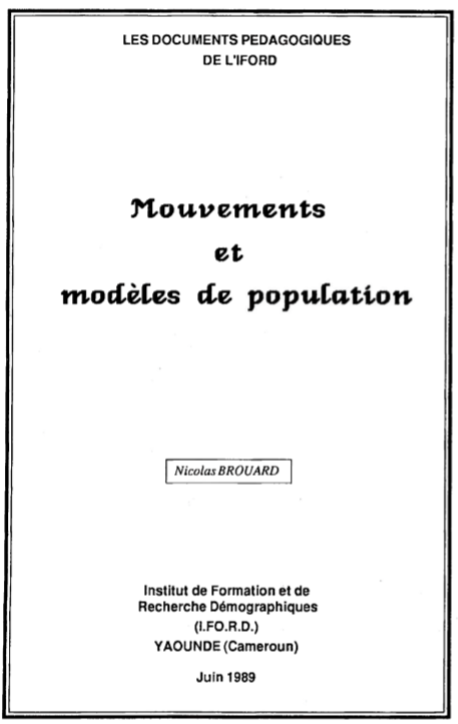 LES DOCUMENTS PEDAGOGIQUES
DE L'IFORD
Mouvements
et
modèles de population
Nicolas BROUARD
Institut de Formation et de
Recherche Démographiques
(I.FO.R.D.)
YAOUNDE (Cameroun)
Juin 1989